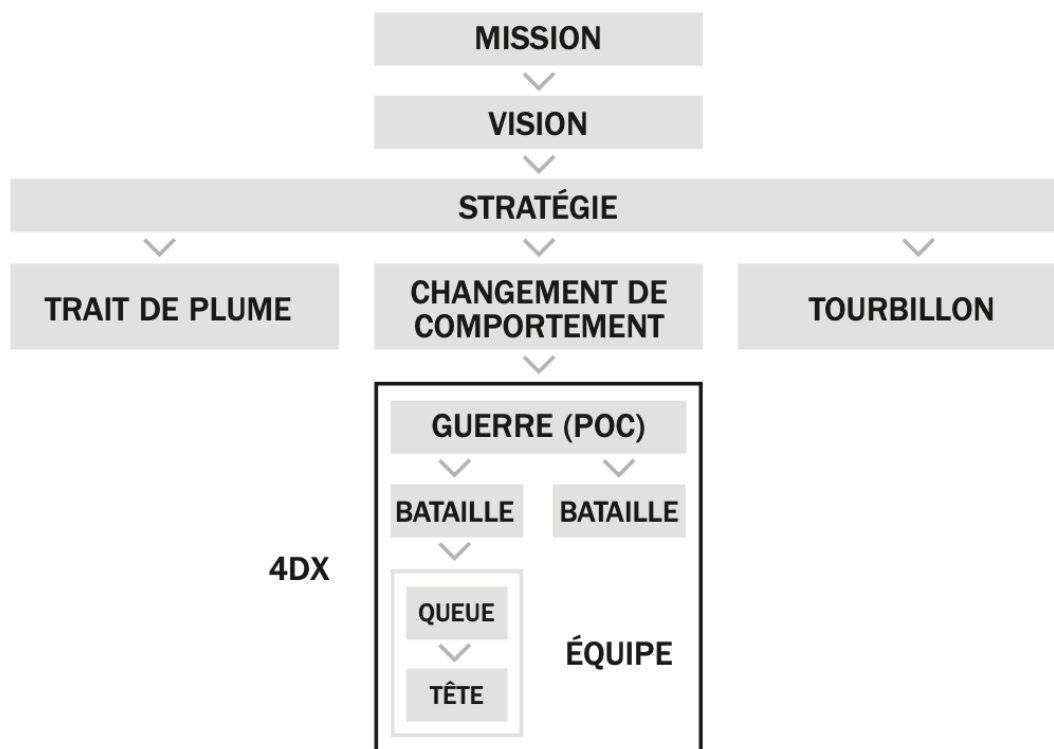 MISSION
VISION
STRATÉGIE
TRAIT DE PLUME
CHANGEMENT DE
COMPORTEMENT
TOURBILLON
GUERRE (POC)
BATAILLE
BATAILLE
4DX
QUEUE
ÉQUIPE
TÊTE